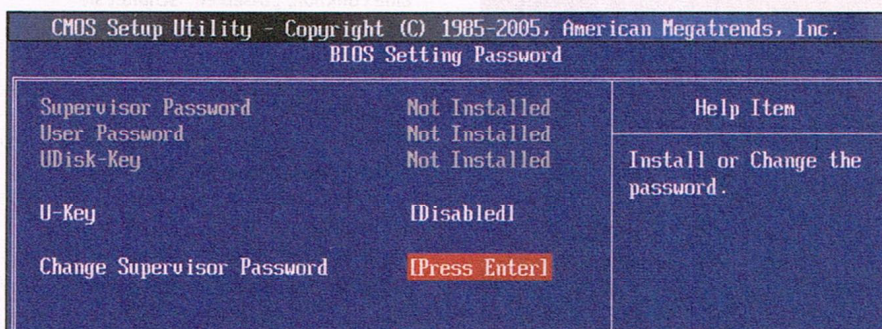 CMOS Setup Utility - Copyright (C) 1985-2005, American Megatrends, Inc.
BIOS Setting Password
Supervisor Password Not Installed
User Password Not Installed
UDisk-Key Not Installed
U-Key [Disabled]
Change Supervisor Password [Press Enter]
Help Item
Install or Change the
password.